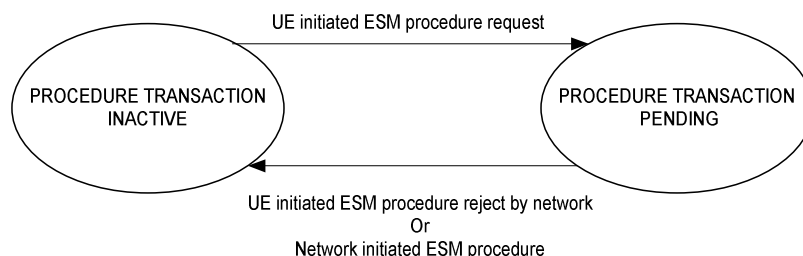 UE initiated ESM procedure request
PROCEDURE TRANSACTION
INACTIVE
PROCEDURE TRANSACTION
PENDING
UE initiated ESM procedure reject by network
Or
Network initiated ESM procedure